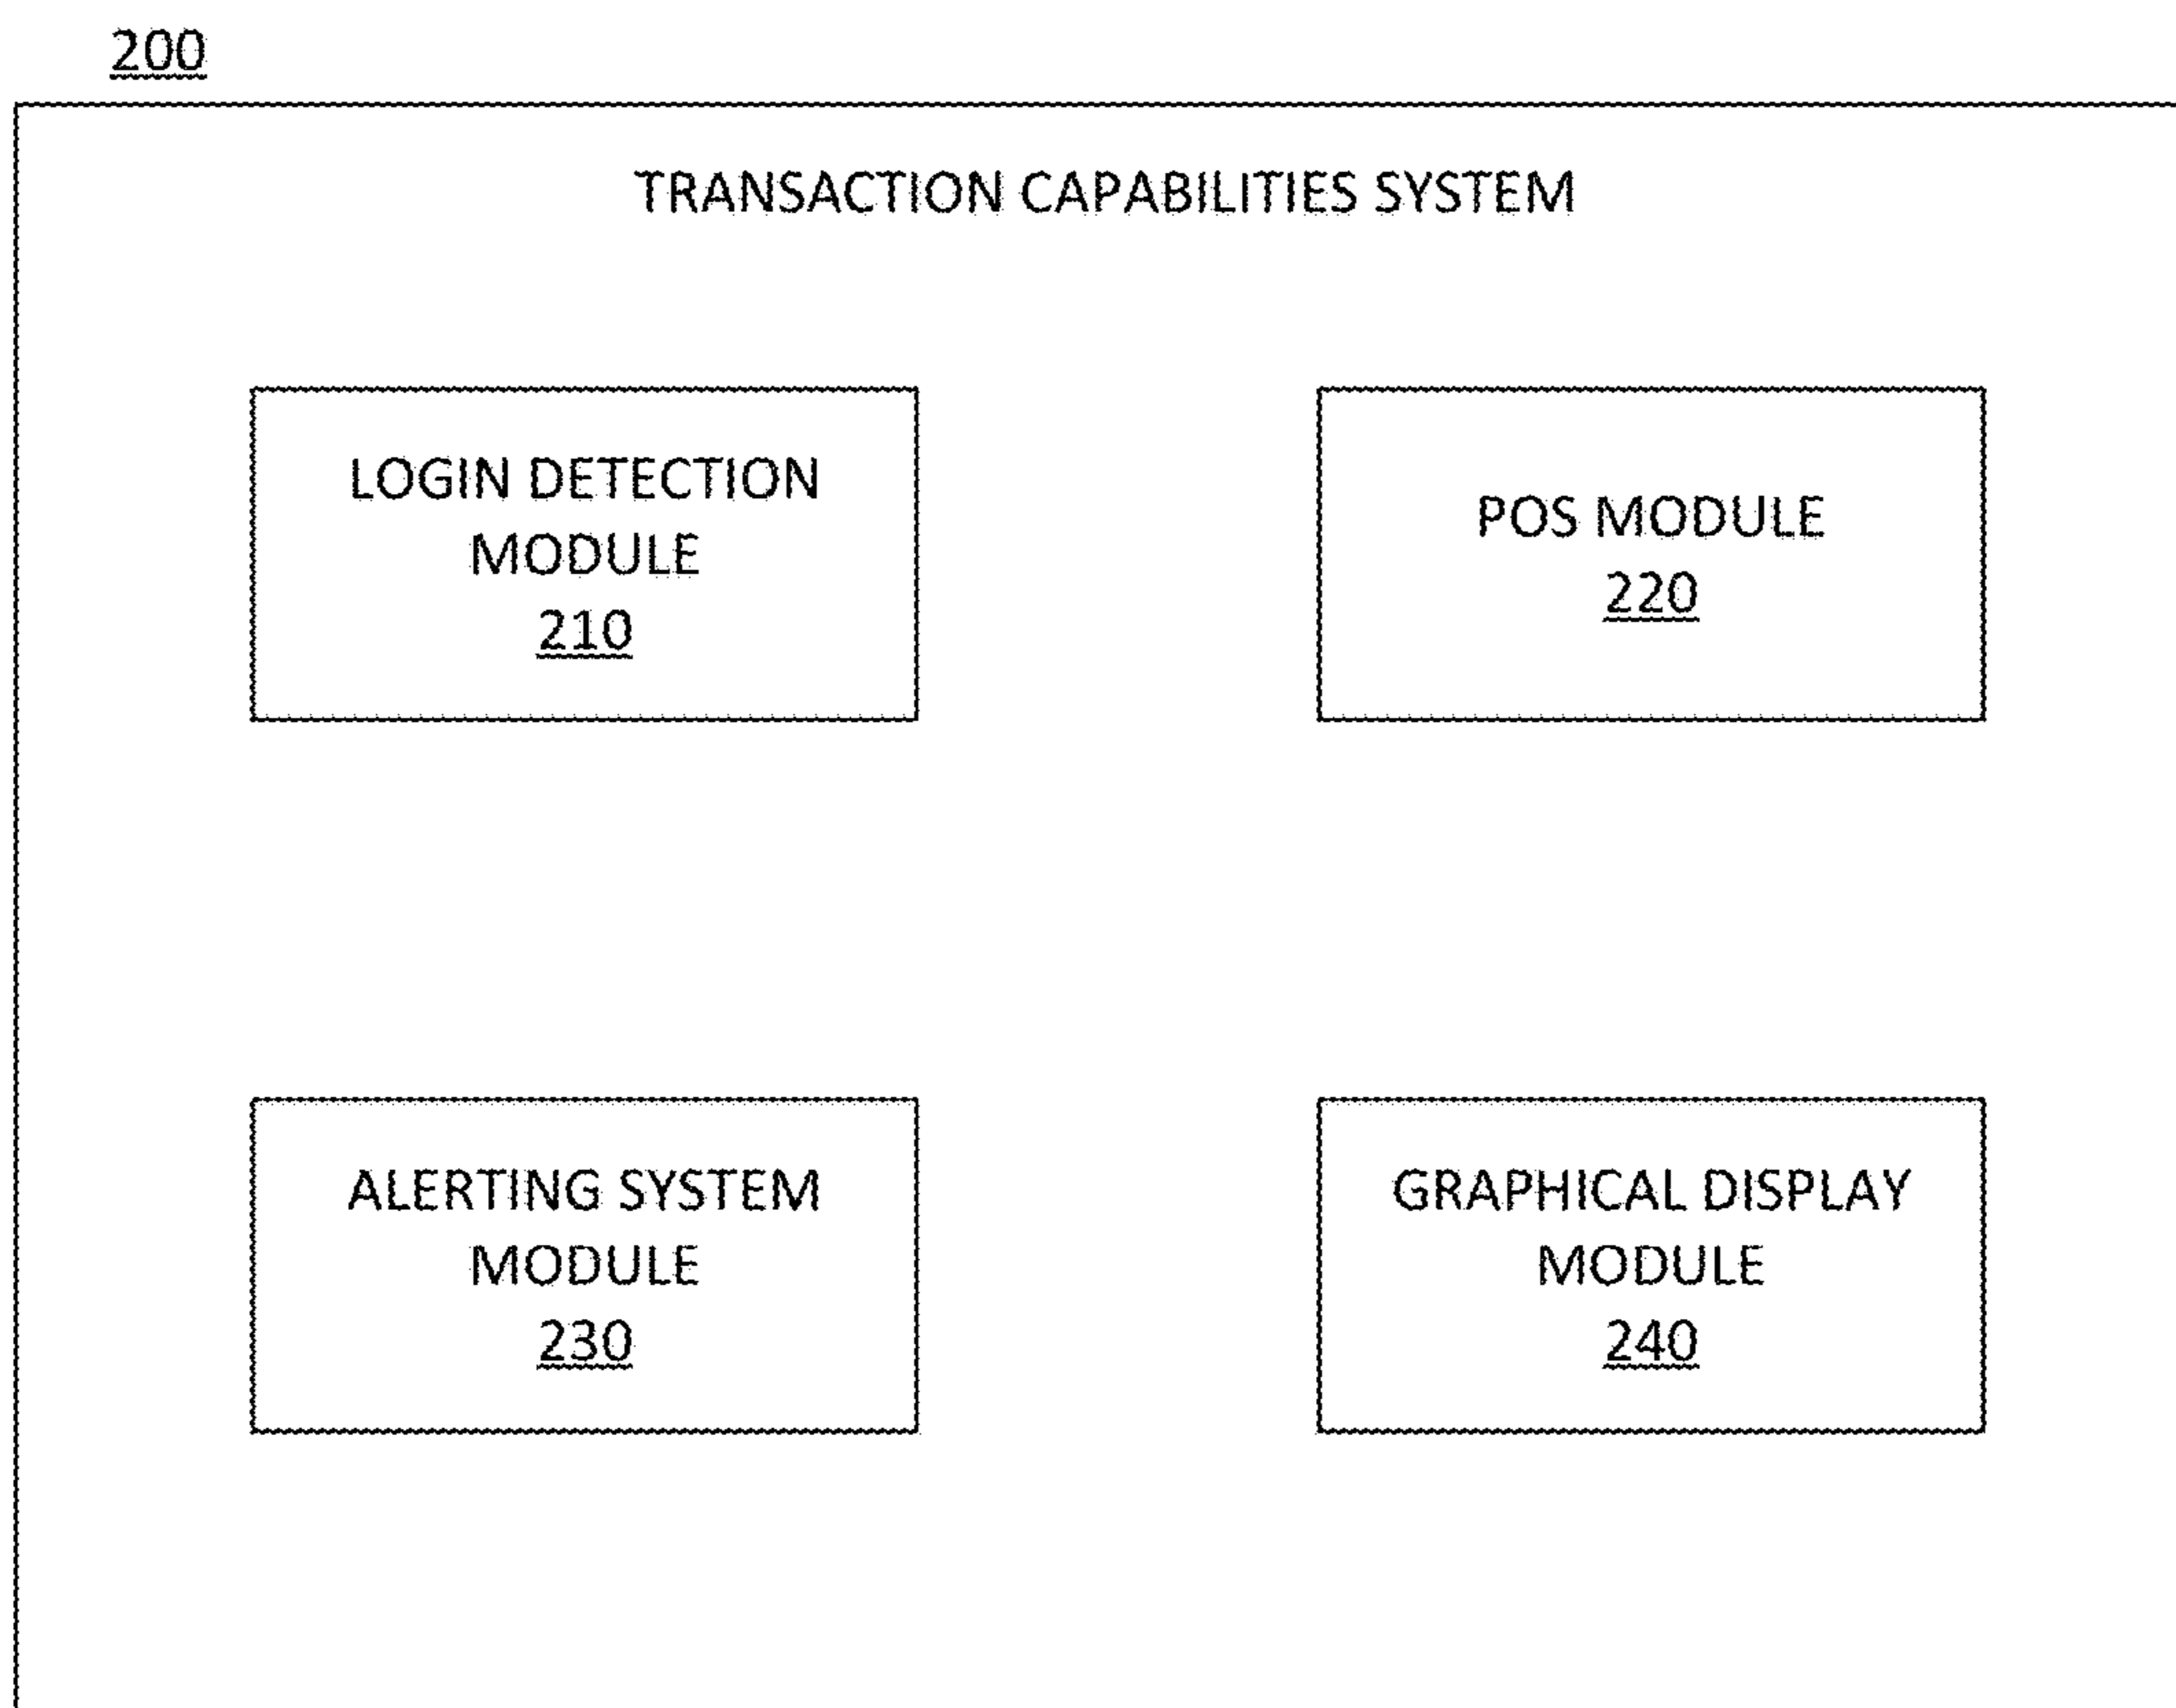 200
TRANSACTION CAPABILITIES SYSTEM
LOGIN DETECTION
MODULE
210
POS MODULE
220
ALERTING SYSTEM
MODULE
230
GRAPHICAL DISPLAY
MODULE
240